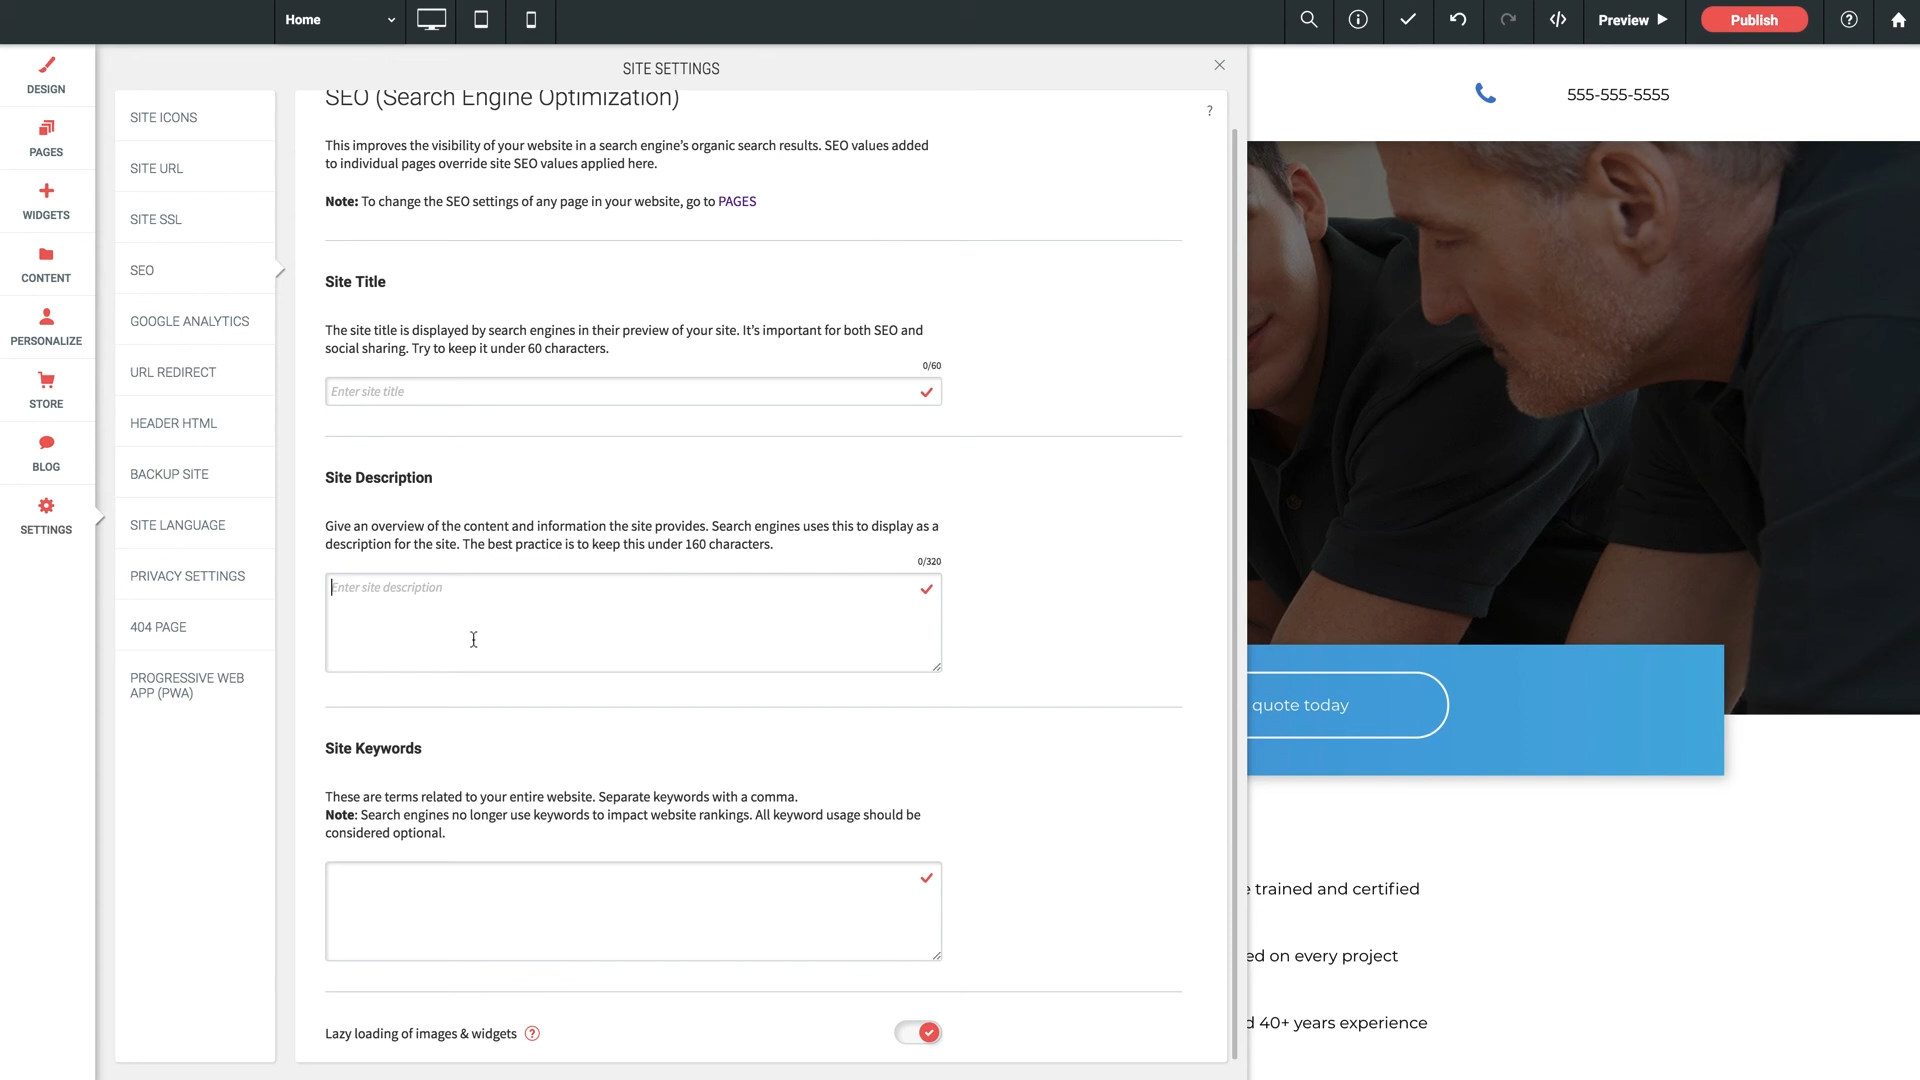 Home
Preview
Publish
DESIGN
PAGES
WIDGETS
CONTENT
PERSONALIZE
STORE
BLOG
SETTINGS
SITE SETTINGS
SITE ICONS
SITE URL
SITE SSL
SEO
GOOGLE ANALYTICS
URL REDIRECT
HEADER HTML
BACKUP SITE
SITE LANGUAGE
PRIVACY SETTINGS
404 PAGE
PROGRESSIVE WEB
APP (PWA)
SEO (Search Engine Optimization)
?
This improves the visibility of your website in a search engine's organic search results. SEO values added
to individual pages override site SEO values applied here.
Note: To change the SEO settings of any page in your website, go to PAGES
Site Title
The site title is displayed by search engines in their preview of your site. It's important for both SEO and
social sharing. Try to keep it under 60 characters.
0/60
Enter site title
Site Description
Give an overview of the content and information the site provides. Search engines uses this to display as a
description for the site. The best practice is to keep this under 160 characters.
0/320
Enter site description
Site Keywords
These are terms related to your entire website. Separate keywords with a comma.
Note: Search engines no longer use keywords to impact website rankings. All keyword usage should be
considered optional.
Lazy loading of images & widgets ?
555-555-5555
quote today
e trained and certified
ed on every project
d 40+ years experience